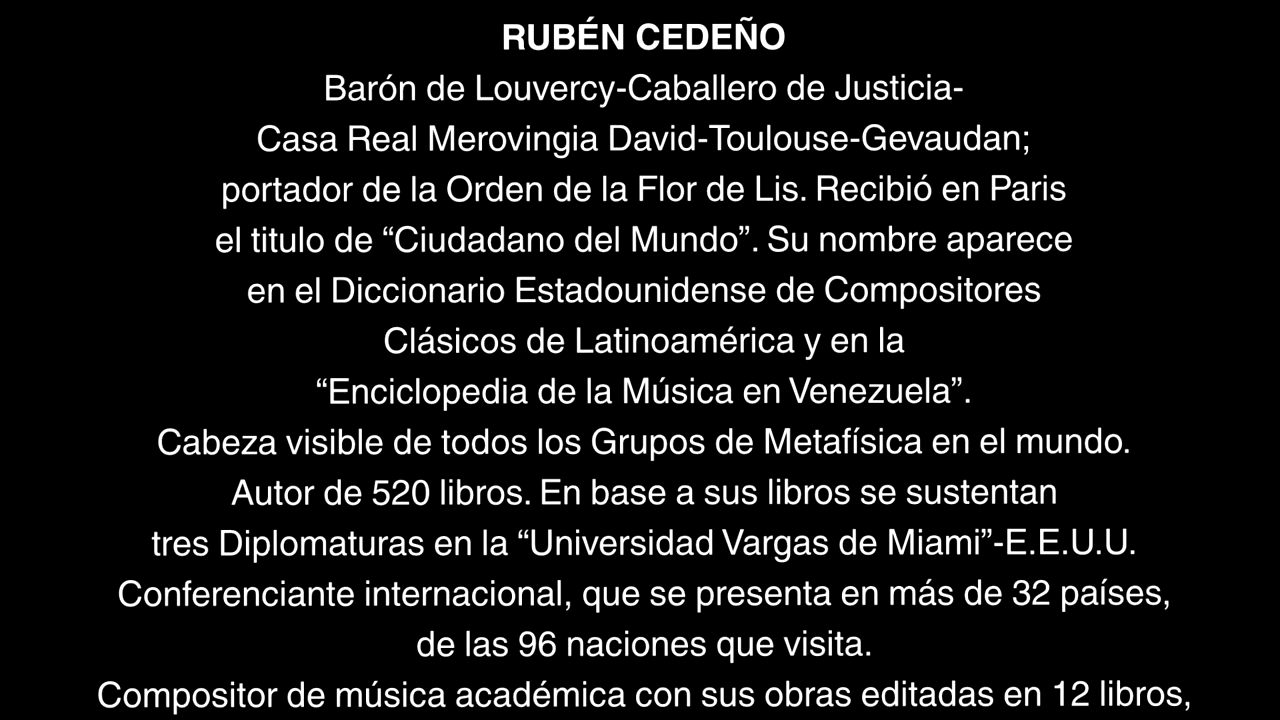 RUBÉN CEDEÑO
Barón de Louvercy-Caballero de Justicia-
Casa Real Merovingia David-Toulouse-Gevaudan;
portador de la Orden de la Flor de Lis. Recibió en Paris
el titulo de “Ciudadano del Mundo”. Su nombre aparece
en el Diccionario Estadounidense de Compositores
Clásicos de Latinoamérica y en la
“Enciclopedia de la Música en Venezuela”.
Cabeza visible de todos los Grupos de Metafísica en el mundo.
Autor de 520 libros. En base a sus libros se sustentan
tres Diplomaturas en la “Universidad Vargas de Miami”-E.E.U.U.
Conferenciante internacional, que se presenta en más de 32 países,
de las 96 naciones que visita.
Compositor de música académica con sus obras editadas en 12 libros,